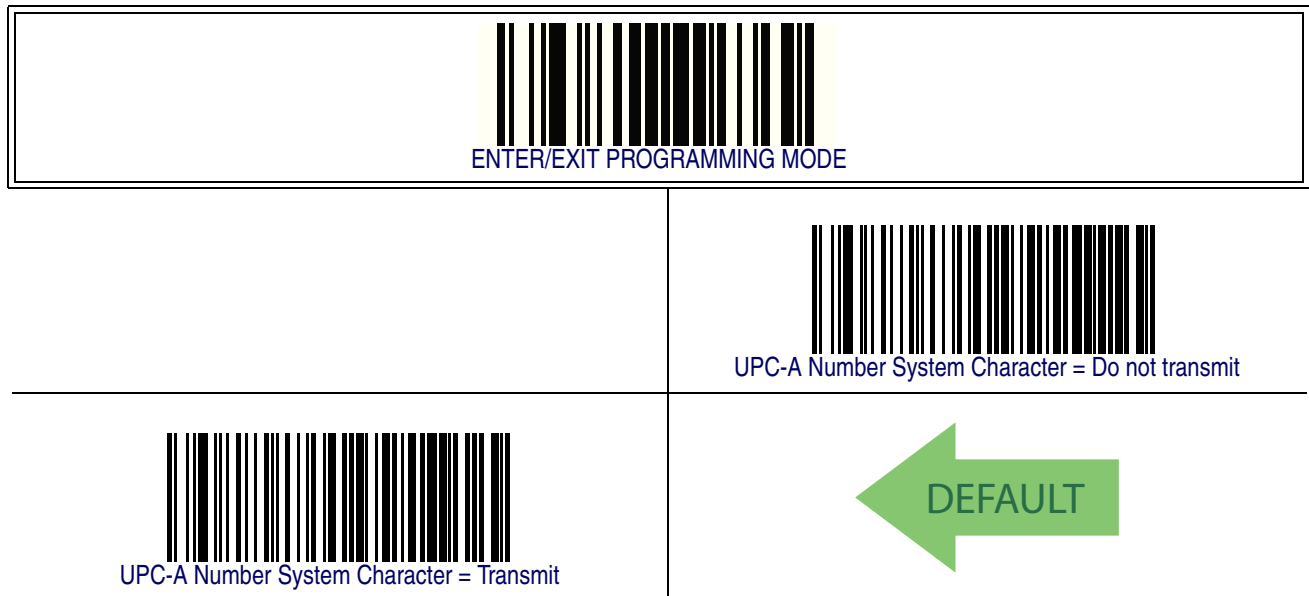 ENTER/EXIT PROGRAMMING MODE
UPC-A Number System Character = Do not transmit
UPC-A Number System Character = Transmit
DEFAULT